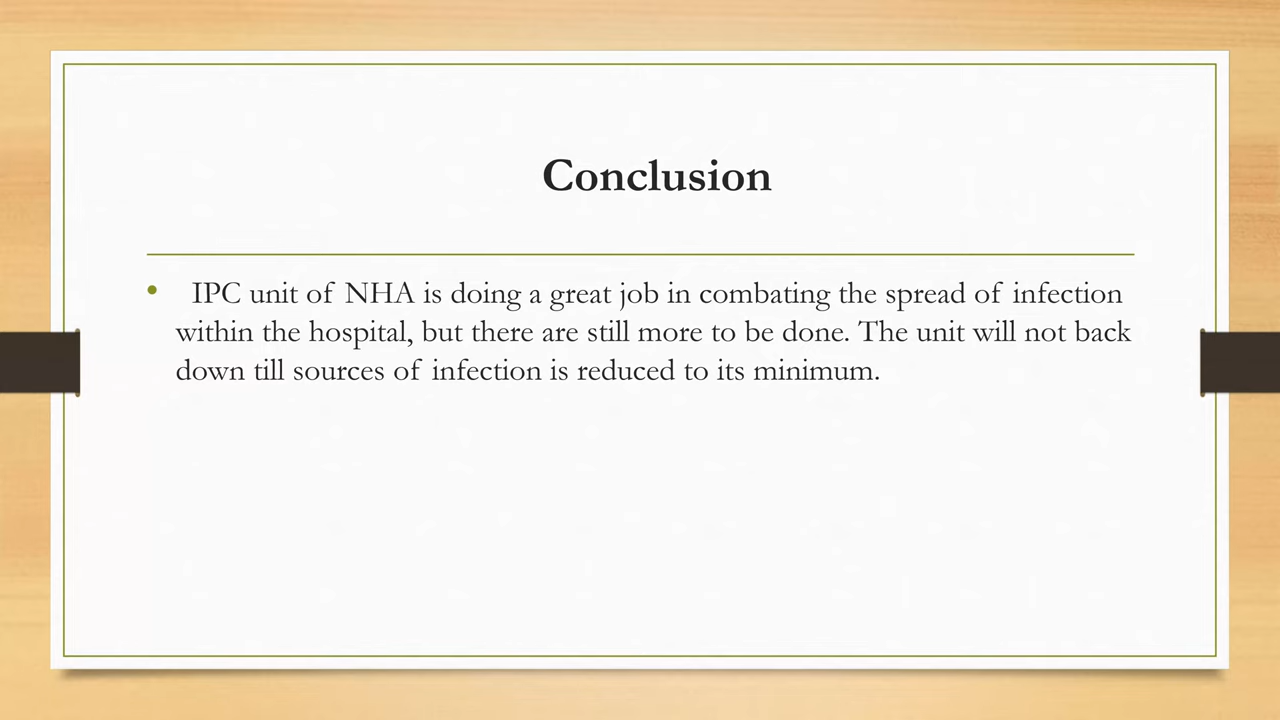 Conclusion
• IPC unit of NHA is doing a great job in combating the spread of infection
within the hospital, but there are still more to be done. The unit will not back
down till sources of infection is reduced to its minimum.